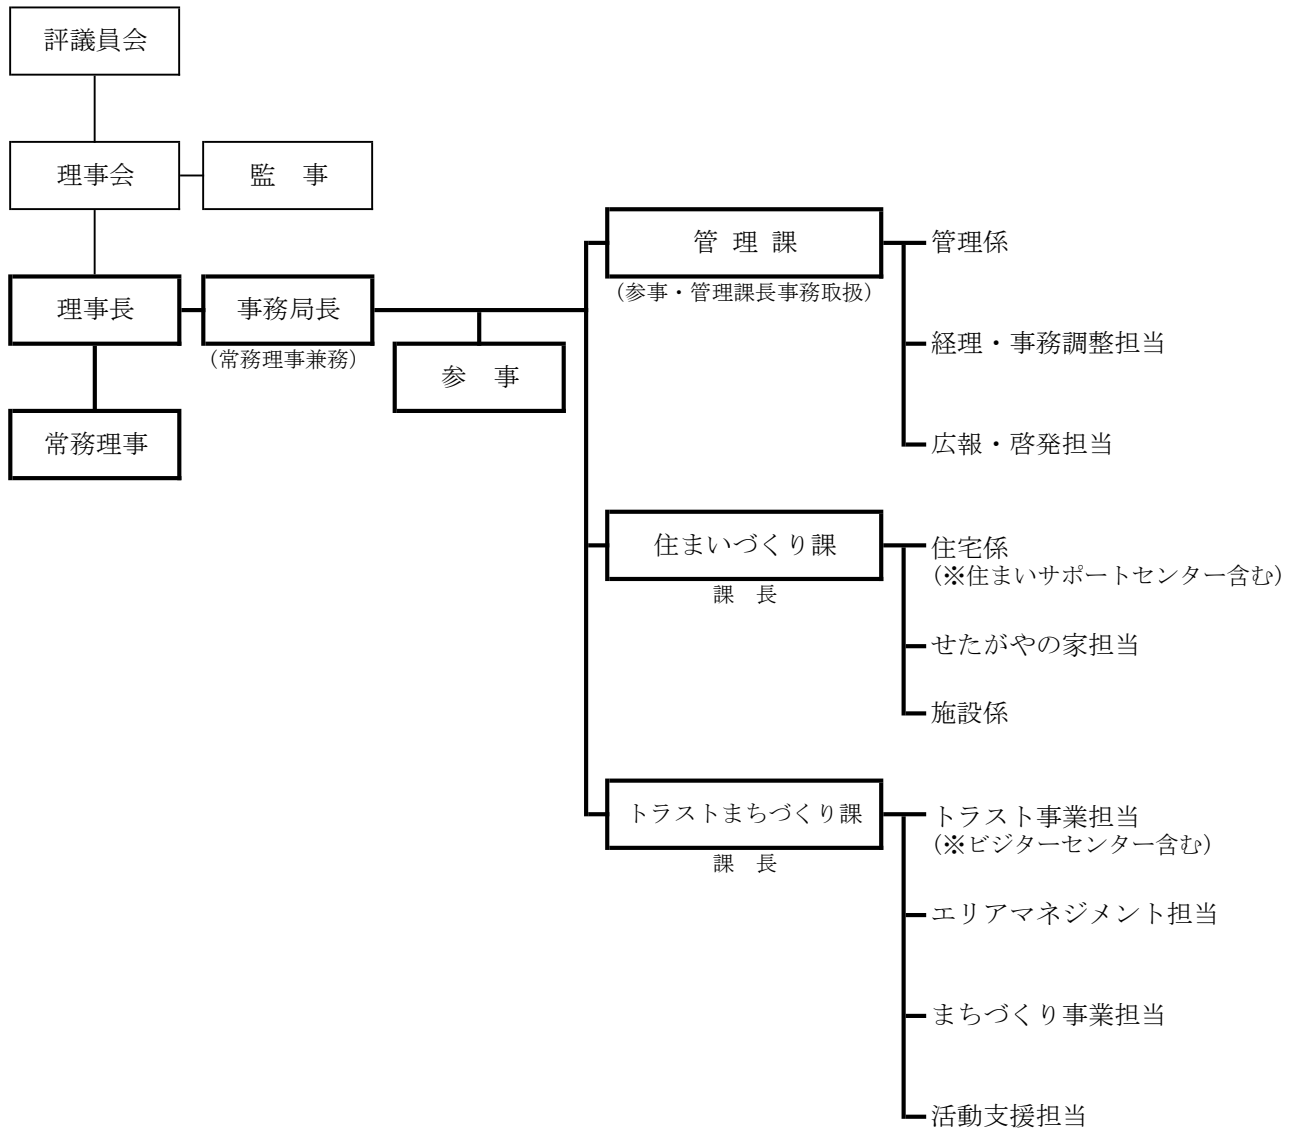 評議員会
理事会
監　事
理事長
事務局長
(常務理事兼務)
常務理事
参　事
管 理 課
(参事・管理課長事務取扱)
管理係
経理・事務調整担当
広報・啓発担当
住まいづくり課
課　長
住宅係
(※住まいサポートセンター含む)
せたがやの家担当
施設係
トラストまちづくり課
課　長
トラスト事業担当
(※ビジターセンター含む)
エリアマネジメント担当
まちづくり事業担当
活動支援担当